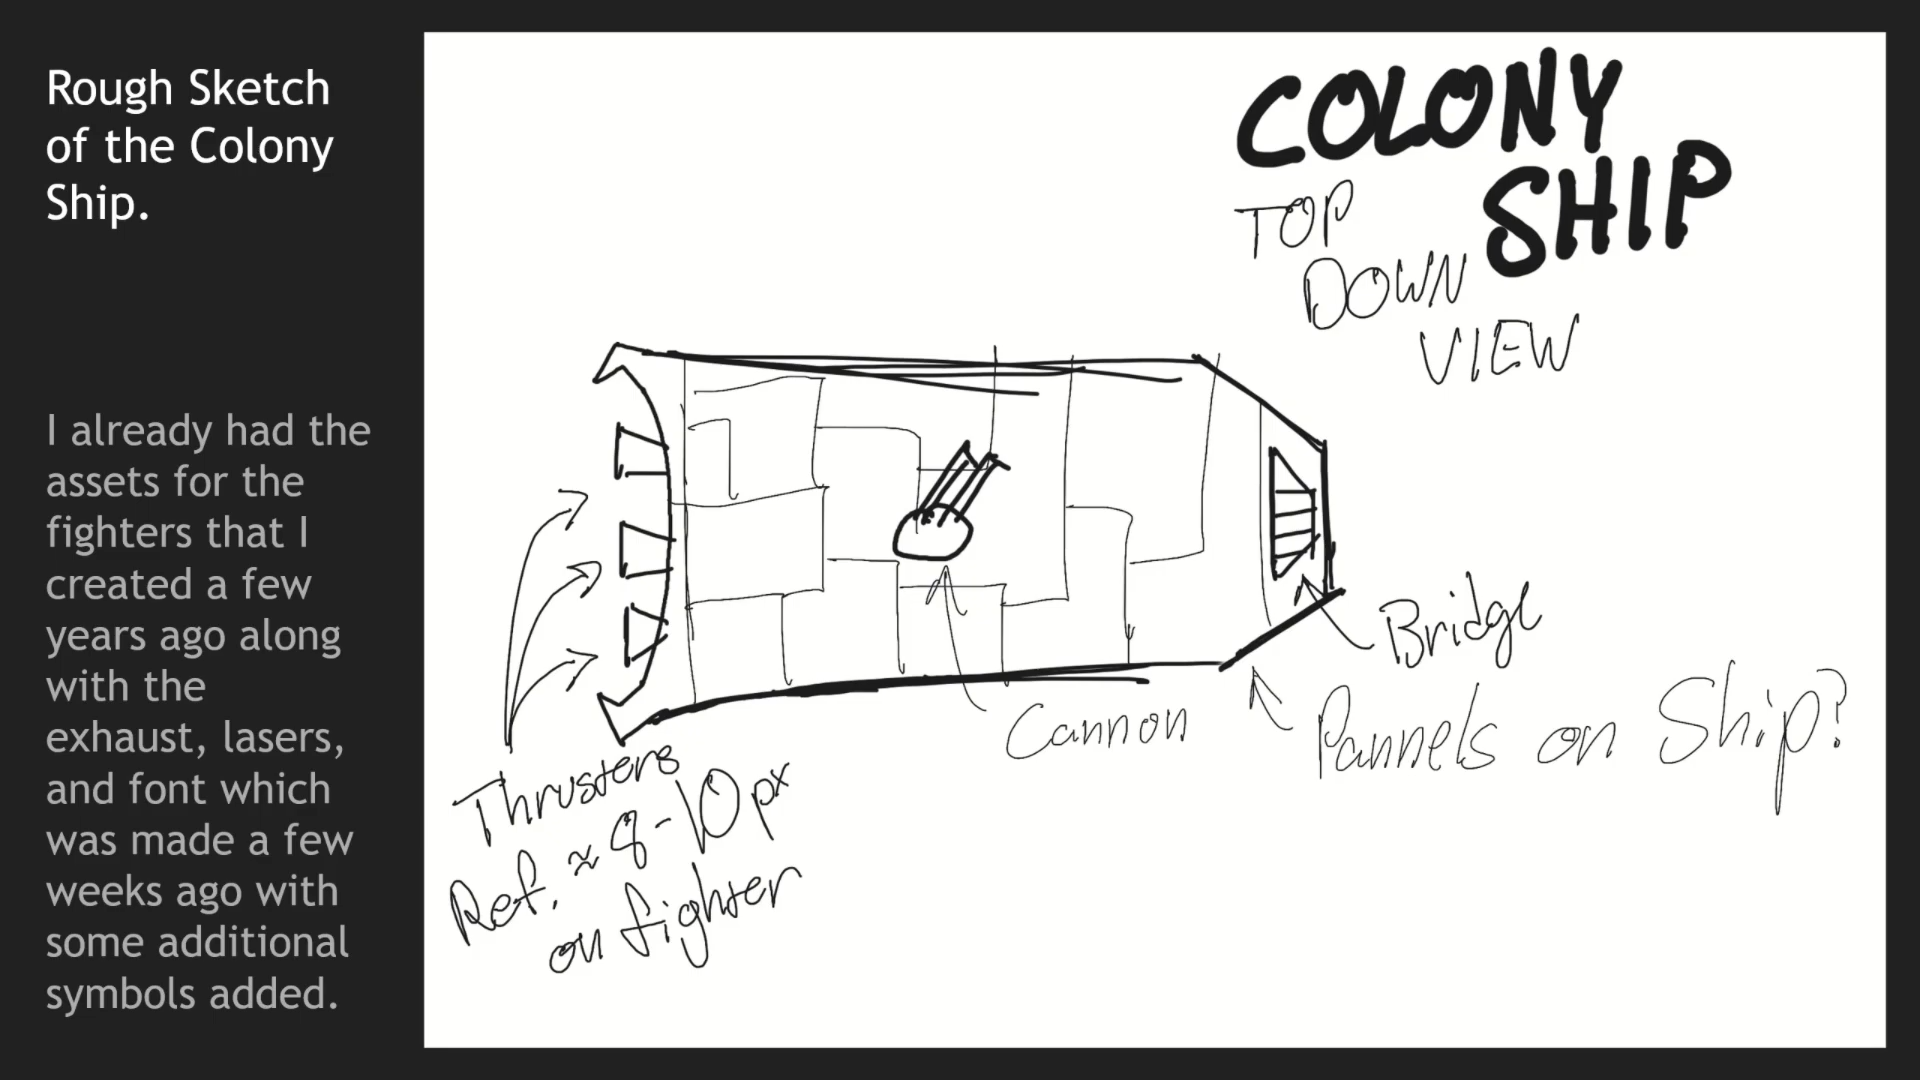 Rough Sketch
of the Colony
Ship.
I already had the
assets for the
fighters that I
created a few
years ago along
with the
exhaust, lasers,
and font which
was made a few
weeks ago with
some additional
symbols added.
COLONY
SHIP
TOP
DOWN
VIEW
Bridge
Pannels on Ship?
Cannon
Thrusters
Ref. ≈ 8-10px
on fighter